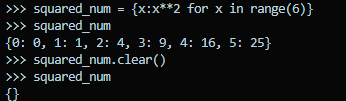 >>> squared_num = {x:x**2 for x in range(6)}
>>> squared_num
{0: 0, 1: 1, 2: 4, 3: 9, 4: 16, 5: 25}
>>> squared_num.clear()
>>> squared_num
{}